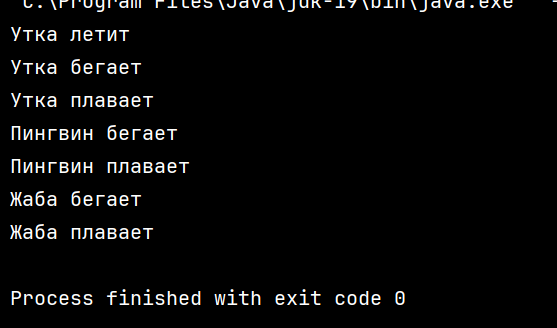 C:\Program Files\Java\jdk-19\bin\java.exe
Утка летит
Утка бегает
Утка плавает
Пингвин бегает
Пингвин плавает
Жаба бегает
Жаба плавает
Process finished with exit code 0